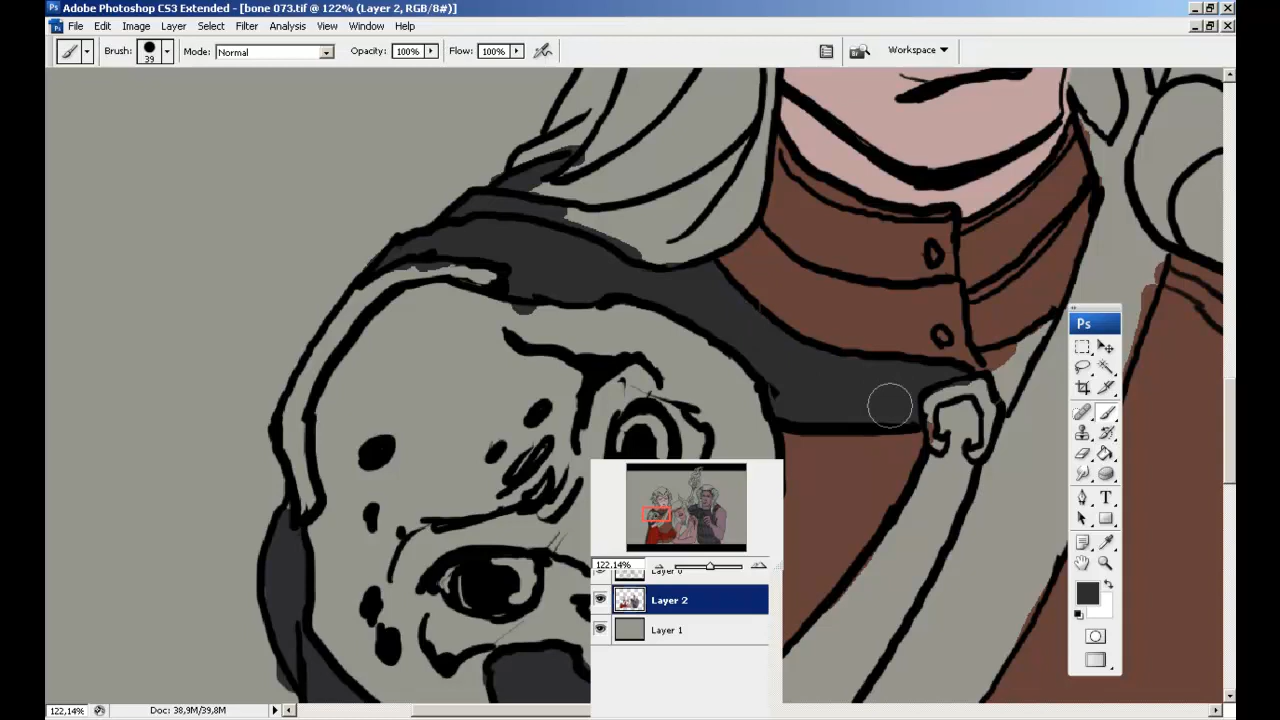 Adobe Photoshop CS3 Extended - [bone 073.tif @ 122% (Layer 2, RGB/8#)]
File Edit Image Layer Select Filter Analysis View Window Help
Brush: 39 Mode: Normal Opacity: 100% Flow: 100% Workspace
Ps
T
122.14%
Layer 2
Layer 1
122,14% Doc: 38,9M/39,8M